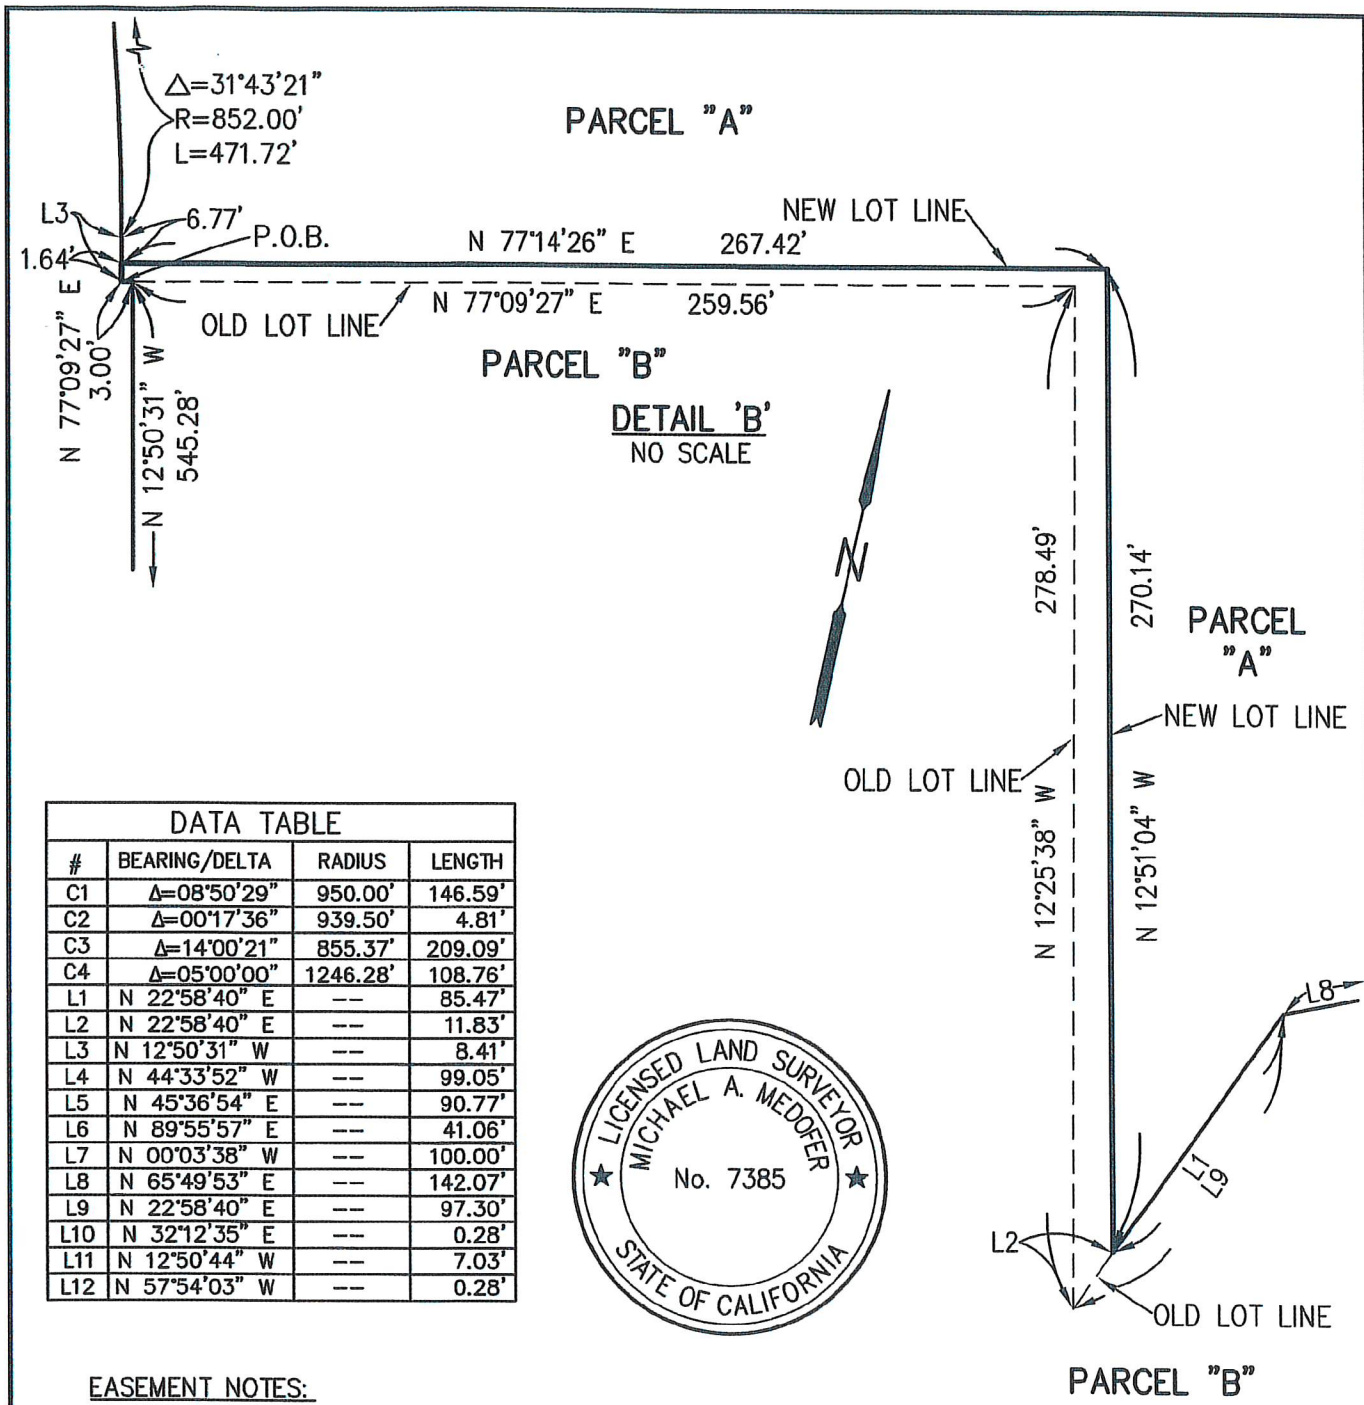 Δ=31°43'21"
R=852.00'
L=471.72'
PARCEL "A"
L3
6.77'
P.O.B.
1.64'
NEW LOT LINE
N 77°14'26" E 267.42'
N 77°09'27" E 259.56'
OLD LOT LINE
N 77°09'27" E
3.00'
N 12°50'31" W
545.28'
PARCEL "B"
DETAIL 'B'
NO SCALE
N
278.49'
270.14'
PARCEL
"A"
NEW LOT LINE
OLD LOT LINE
N 12°25'38" W
N 12°51'04" W
DATA TABLE
# BEARING/DELTA RADIUS LENGTH
C1 Δ=08°50'29" 950.00' 146.59'
C2 Δ=00°17'36" 939.50' 4.81'
C3 Δ=14°00'21" 855.37' 209.09'
C4 Δ=05°00'00" 1246.28' 108.76'
L1 N 22°58'40" E -- 85.47'
L2 N 22°58'40" E -- 11.83'
L3 N 12°50'31" W -- 8.41'
L4 N 44°33'52" W -- 99.05'
L5 N 45°36'54" E -- 90.77'
L6 N 89°55'57" E -- 41.06'
L7 N 00°03'38" W -- 100.00'
L8 N 65°49'53" E -- 142.07'
L9 N 22°58'40" E -- 97.30'
L10 N 32°12'35" E -- 0.28'
L11 N 12°50'44" W -- 7.03'
L12 N 57°54'03" W -- 0.28'
LICENSED LAND SURVEYOR
MICHAEL A. MEDOFER
No. 7385
STATE OF CALIFORNIA
L8
L1
L9
L2
OLD LOT LINE
PARCEL "B"
EASEMENT NOTES: